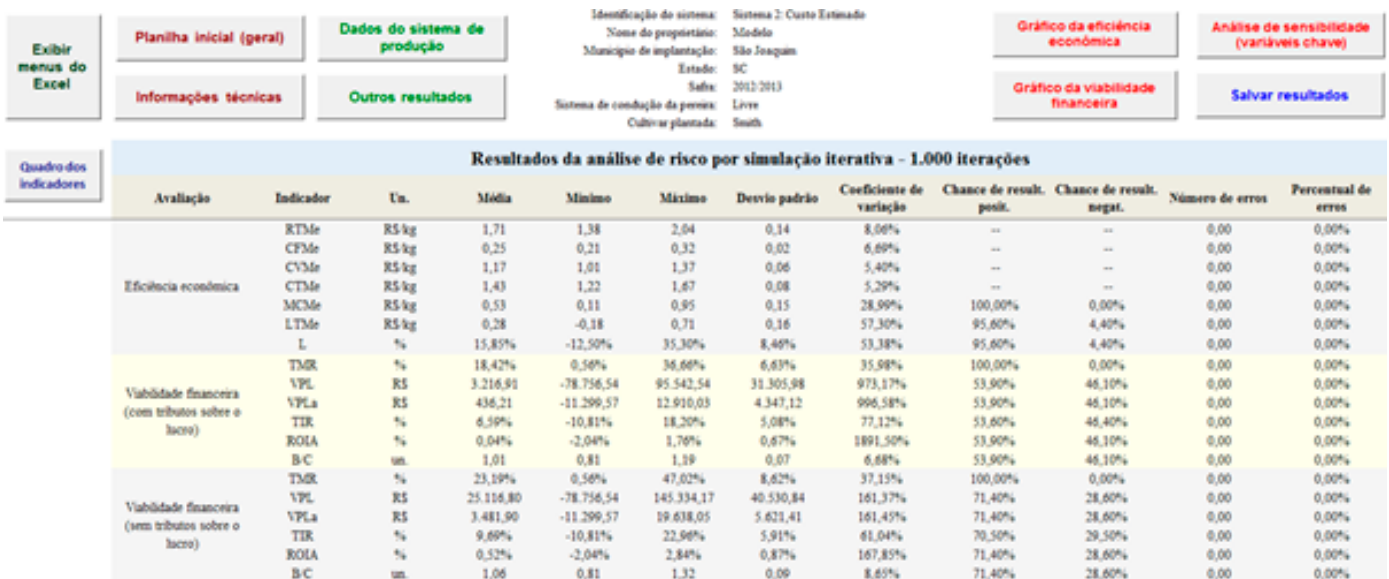 Exibir menus do Excel
Planilha inicial (geral)
Informações técnicas
Dados do sistema de produção
Outros resultados
Identificação do sistema: Sistema 2: Custo Estimado
Nome do proprietário: Modelo
Município de implantação: São Joaquim
Estado: SC
Safra: 2012/2013
Sistema de condução da pereira: Livre
Cultivar plantada: Smith
Gráfico da eficiência econômica
Gráfico da viabilidade financeira
Análise de sensibilidade (variáveis chave)
Salvar resultados
Quadro dos indicadores
Resultados da análise de risco por simulação iterativa - 1.000 iterações
Avaliação Indicador Un. Média Mínimo Máximo Desvio padrão Coeficiente de variação Chance de result. posit. Chance de result. negat. Número de erros Percentual de erros
Eficiência econômica
RTMe R$/kg 1,71 1,38 2,04 0,14 8,06% -- -- 0,00 0,00%
CFMe R$/kg 0,25 0,21 0,32 0,02 6,69% -- -- 0,00 0,00%
CVMe R$/kg 1,17 1,01 1,37 0,06 5,40% -- -- 0,00 0,00%
CTMe R$/kg 1,43 1,22 1,67 0,08 5,29% -- -- 0,00 0,00%
MCMe R$/kg 0,53 0,11 0,95 0,15 28,99% 100,00% 0,00% 0,00 0,00%
LTMe R$/kg 0,28 -0,18 0,71 0,16 57,30% 95,60% 4,40% 0,00 0,00%
L % 15,85% -12,50% 35,30% 8,46% 53,38% 95,60% 4,40% 0,00 0,00%
Viabilidade financeira (com tributos sobre o lucro)
TMR % 18,42% 0,56% 36,66% 6,63% 35,98% 100,00% 0,00% 0,00 0,00%
VPL R$ 3.216,91 -78.756,54 95.542,54 31.305,98 973,17% 53,90% 46,10% 0,00 0,00%
VPLa R$ 436,21 -11.299,57 12.910,03 4.347,12 996,58% 53,90% 46,10% 0,00 0,00%
TIR % 6,59% -10,81% 18,20% 5,08% 77,12% 53,60% 46,40% 0,00 0,00%
ROIA % 0,04% -2,04% 1,76% 0,67% 1891,50% 53,90% 46,10% 0,00 0,00%
B/C un. 1,01 0,81 1,19 0,07 6,68% 53,90% 46,10% 0,00 0,00%
Viabilidade financeira (sem tributos sobre o lucro)
TMR % 23,19% 0,56% 47,02% 8,62% 37,15% 100,00% 0,00% 0,00 0,00%
VPL R$ 25.116,80 -78.756,54 145.334,17 40.530,84 161,37% 71,40% 28,60% 0,00 0,00%
VPLa R$ 3.481,90 -11.299,57 19.638,05 5.621,41 161,45% 71,40% 28,60% 0,00 0,00%
TIR % 9,69% -10,81% 22,96% 5,91% 61,04% 70,50% 29,50% 0,00 0,00%
ROIA % 0,52% -2,04% 2,84% 0,87% 167,85% 71,40% 28,60% 0,00 0,00%
B/C un. 1,06 0,81 1,32 0,09 8,65% 71,40% 28,60% 0,00 0,00%